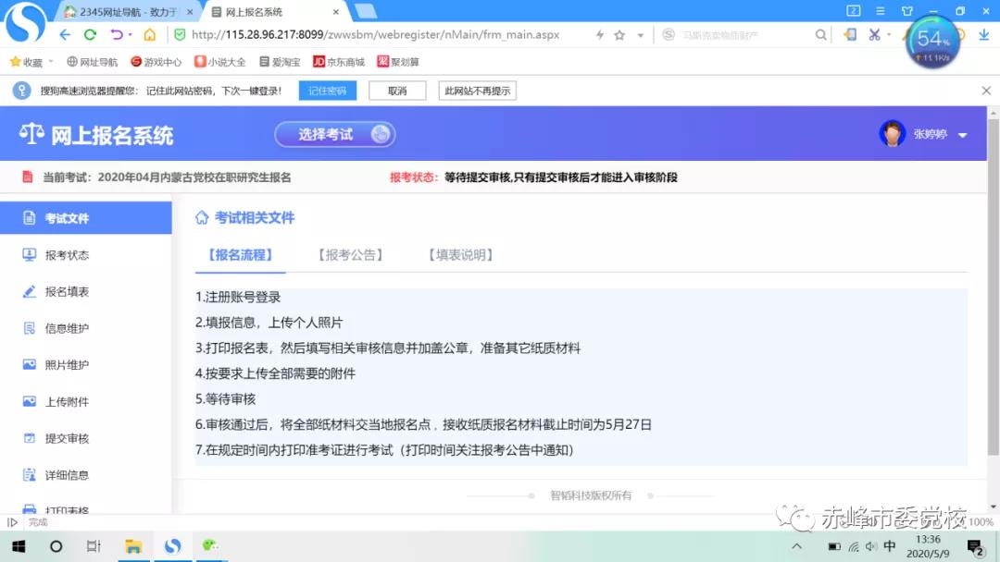 2345网址导航 - 致力于 × 网上报名系统 × 2
http://115.28.96.217:8099/zwwsbm/webregister/nMain/frm_main.aspx 马斯克卖物品财产 54% 11.1K/s
收藏 网址导航 游戏中心 小说大全 爱淘宝 JD 京东商城 聚 聚划算
搜狗高速浏览器提醒您: 记住此网站密码，下次一键登录! 记住密码 取消 此网站不再提示
网上报名系统 选择考试 张婷婷
当前考试: 2020年04月内蒙古党校在职研究生报名 报考状态: 等待提交审核,只有提交审核后才能进入审核阶段
考试文件
报考状态
报名填表
信息维护
照片维护
上传附件
提交审核
详细信息
打印表格
考试相关文件
【报名流程】 【报考公告】 【填表说明】
1.注册账号登录
2.填报信息，上传个人照片
3.打印报名表，然后填写相关审核信息并加盖公章，准备其它纸质材料
4.按要求上传全部需要的附件
5.等待审核
6.审核通过后，将全部纸材料交当地报名点，接收纸质报名材料截止时间为5月27日
7.在规定时间内打印准考证进行考试（打印时间关注报考公告中通知）
智韬科技版权所有
完成 赤峰市委党校 100%
中 13:36
2020/5/9 2